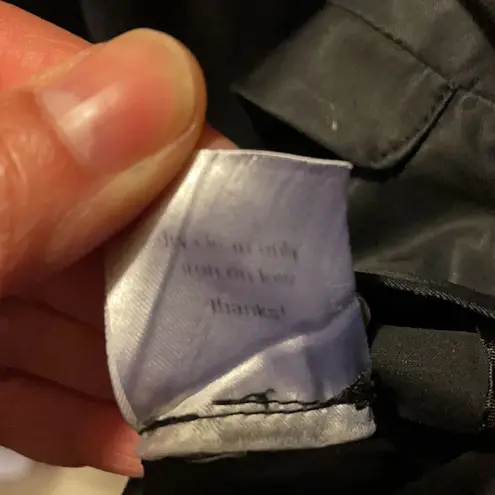 dry clean only
iron on low
Thanks!